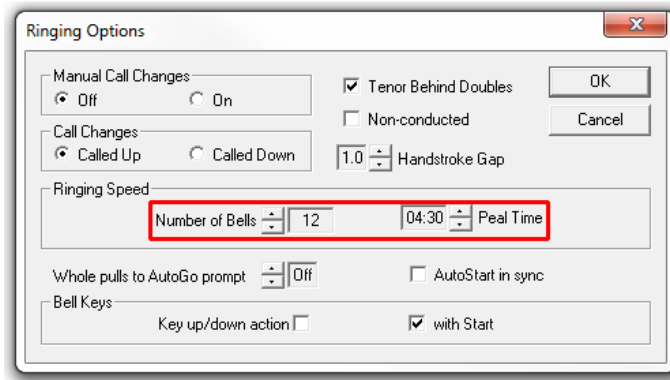 Ringing Options
Manual Call Changes
Off On
Tenor Behind Doubles
OK
Non-conducted
Cancel
Call Changes
Called Up Called Down
1.0 Handstroke Gap
Ringing Speed
Number of Bells 12 04:30 Peal Time
Whole pulls to AutoGo prompt Off AutoStart in sync
Bell Keys
Key up/down action with Start